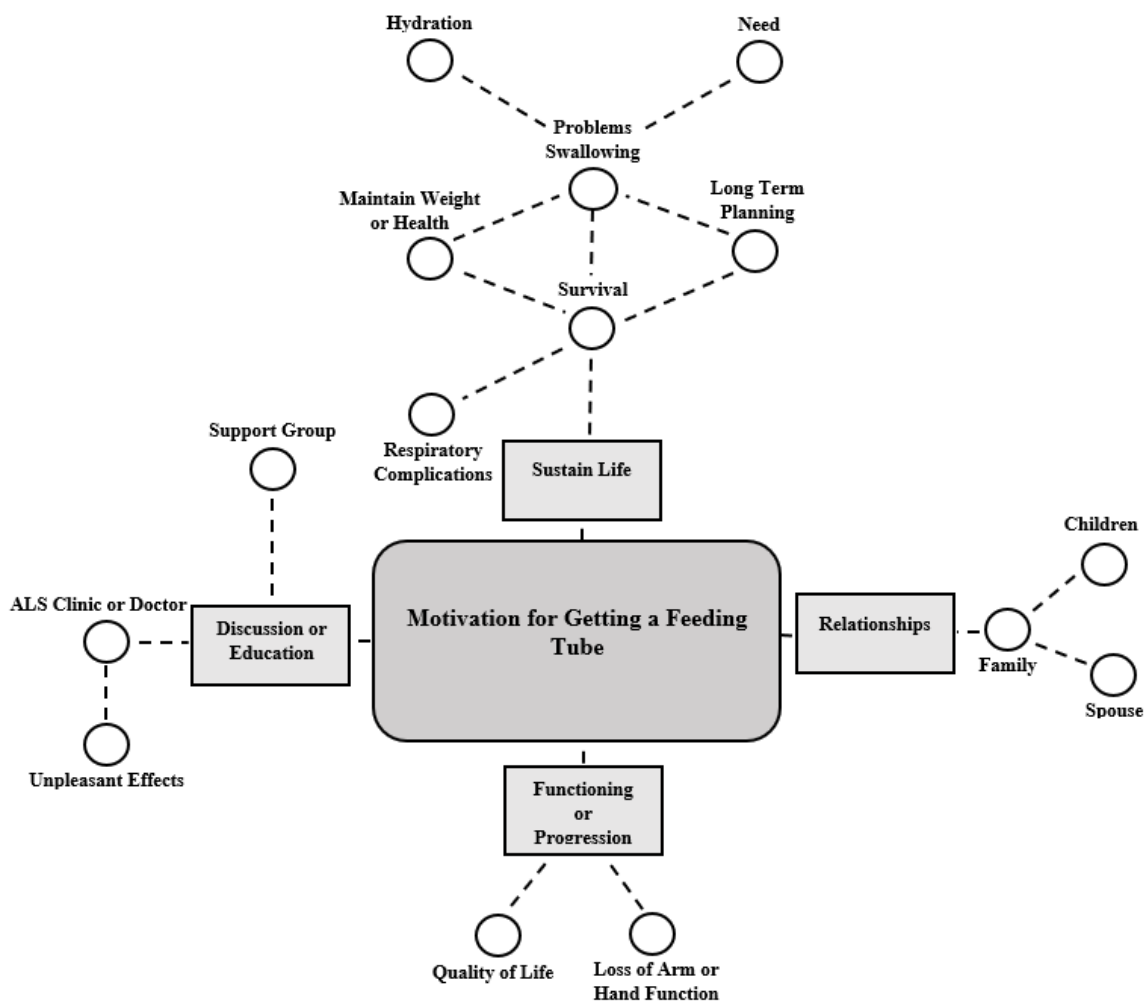 Hydration
Need
Problems
Swallowing
Maintain Weight
or Health
Long Term
Planning
Survival
Respiratory
Complications
Sustain Life
Support Group
ALS Clinic or Doctor
Discussion or
Education
Unpleasant Effects
Motivation for Getting a Feeding
Tube
Relationships
Children
Family
Spouse
Functioning
or
Progression
Quality of Life
Loss of Arm or
Hand Function